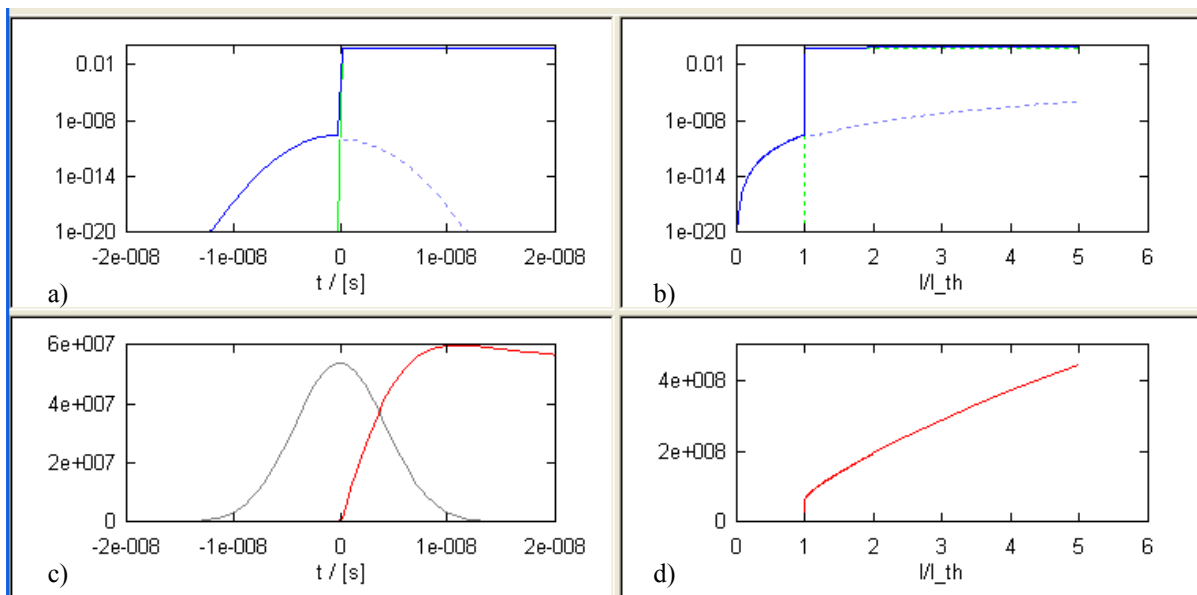 0.01
1e-008
1e-014
1e-020
-2e-008 -1e-008 0 1e-008 2e-008
t / [s]
a)
0.01
1e-008
1e-014
1e-020
0 1 2 3 4 5 6
I/I_th
b)
6e+007
4e+007
2e+007
0
-2e-008 -1e-008 0 1e-008 2e-008
t / [s]
c)
4e+008
2e+008
0
0 1 2 3 4 5 6
I/I_th
d)